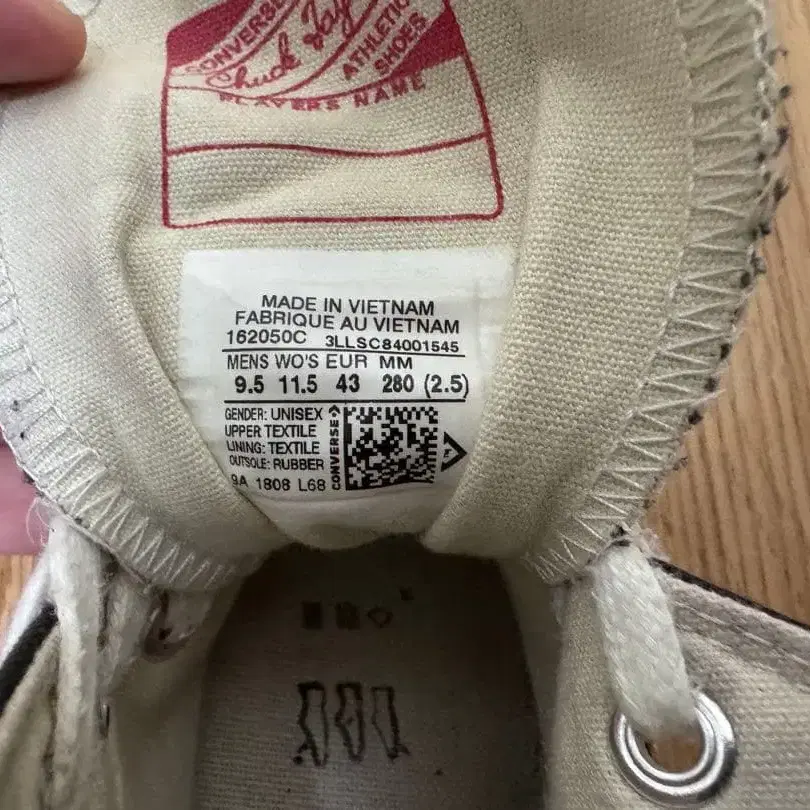 CONVERSE
Chuck Taylor
ATHLETIC
SHOES
PLAYERS NAME
MADE IN VIETNAM
FABRIQUE AU VIETNAM
162050C 3LLSC84001545
MENS WO'S EUR MM
9.5 11.5 43 280 (2.5)
GENDER: UNISEX
UPPER TEXTILE
LINING: TEXTILE
OUTSOLE: RUBBER
9A 1808 L68
CONVERSE